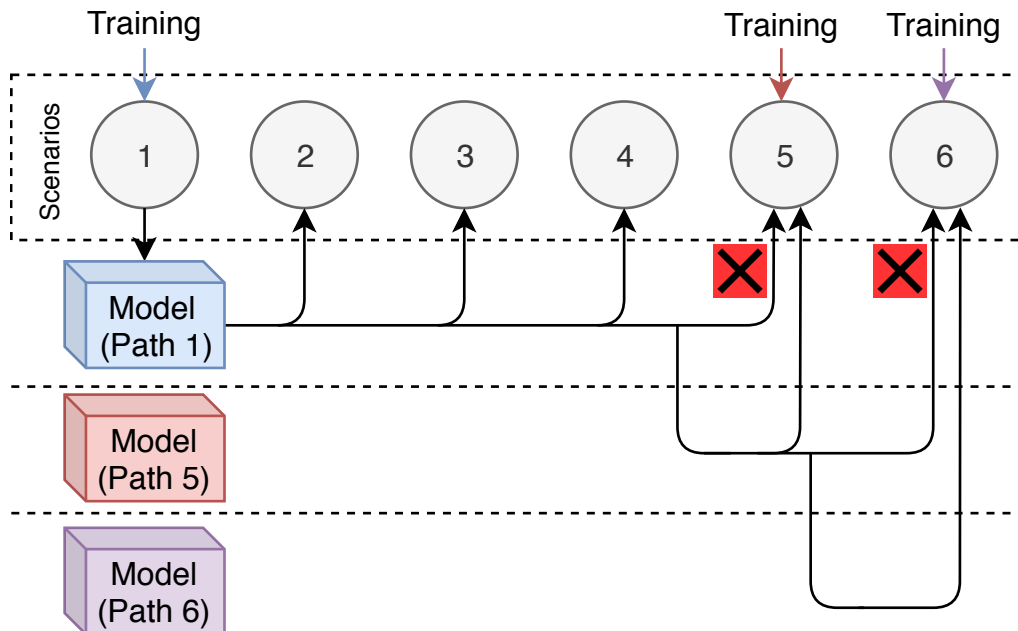 Training Training Training
Scenarios
1 2 3 4 5 6
Model
(Path 1)
Model
(Path 5)
Model
(Path 6)